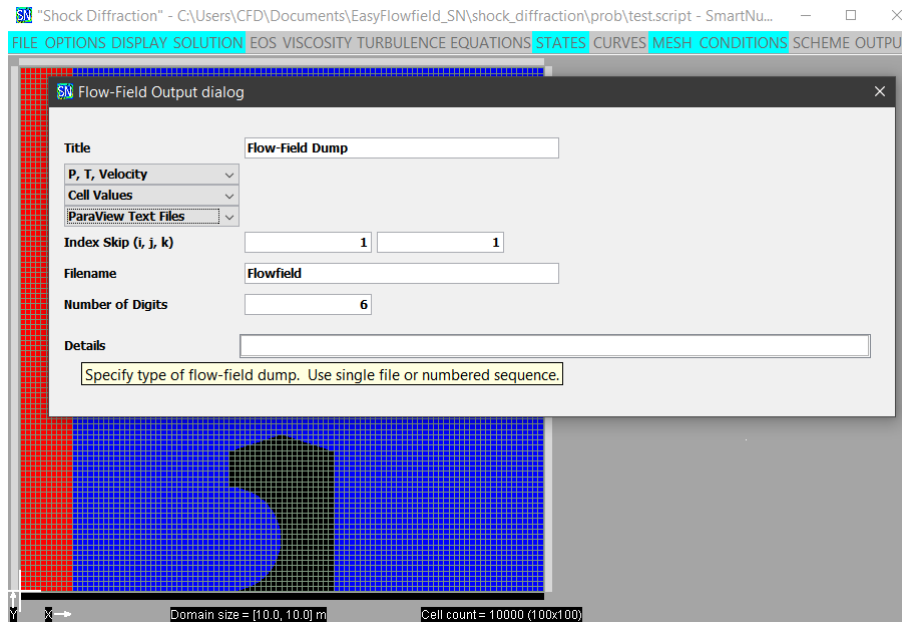 SN "Shock Diffraction" - C:\Users\CFD\Documents\EasyFlowfield_SN\shock_diffraction\prob\test.script - SmartNu...
FILE OPTIONS DISPLAY SOLUTION EOS VISCOSITY TURBULENCE EQUATIONS STATES CURVES MESH CONDITIONS SCHEME OUTPU
SN Flow-Field Output dialog
Title Flow-Field Dump
P, T, Velocity
Cell Values
ParaView Text Files
Index Skip (i, j, k) 1 1
Filename Flowfield
Number of Digits 6
Details
Specify type of flow-field dump. Use single file or numbered sequence.
Y X Domain size = [10.0, 10.0] m Cell count = 10000 (100x100)